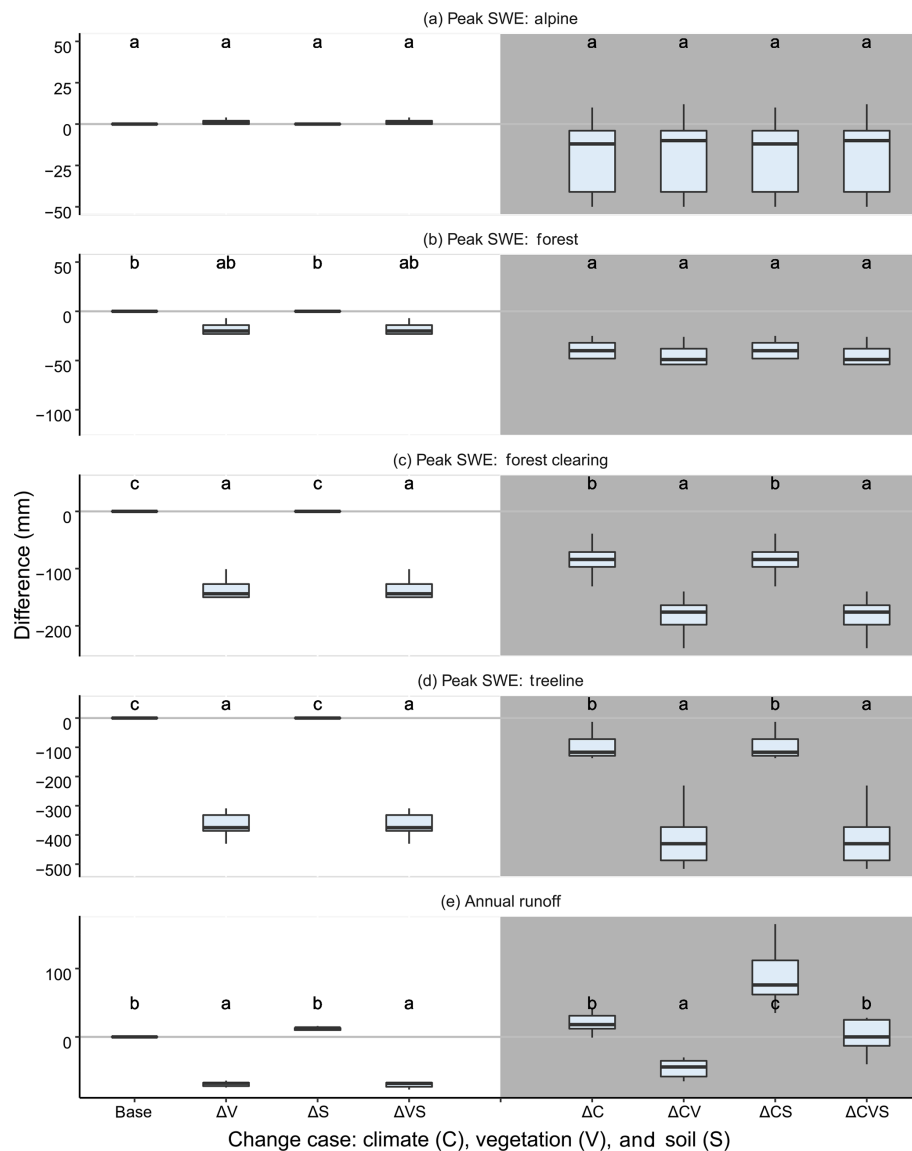 (a) Peak SWE: alpine
a a a a a a a a
50
25
0
−25
−50
(b) Peak SWE: forest
b ab b ab a a a a
50
0
−50
−100
(c) Peak SWE: forest clearing
c a c a b a b a
0
−100
−200
(d) Peak SWE: treeline
c a c a b a b a
0
−100
−200
−300
−400
−500
(e) Annual runoff
b a b a b a c b
100
0
Difference (mm)
Base ΔV ΔS ΔVS ΔC ΔCV ΔCS ΔCVS
Change case: climate (C), vegetation (V), and soil (S)